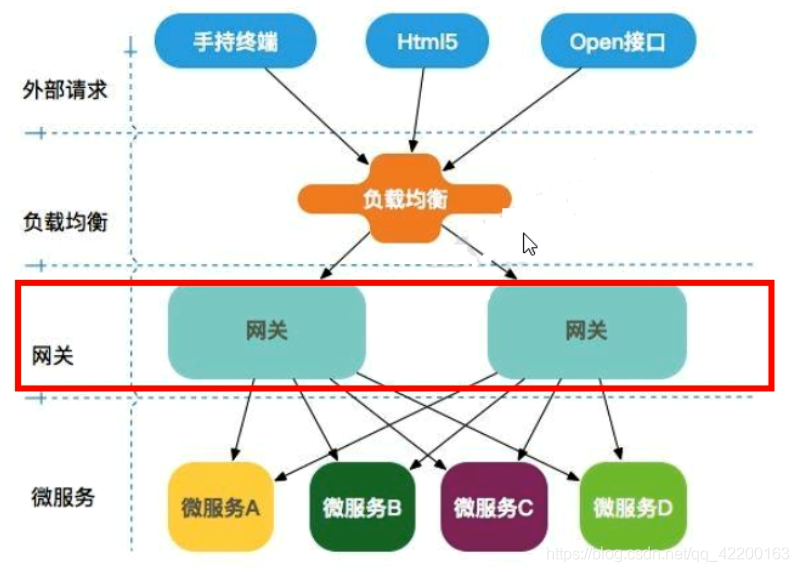 手持终端
Html5
Open接口
外部请求
负载均衡
负载均衡
网关
网关
网关
微服务
微服务A
微服务B
微服务C
微服务D
https://blog.csdn.net/qq_42200163